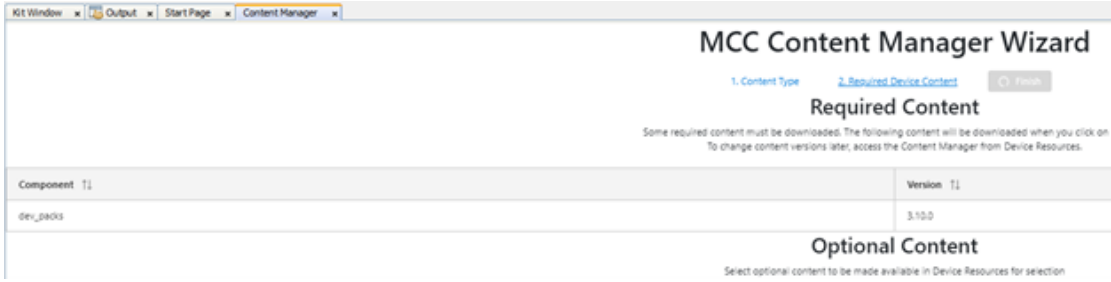 Kit Window Output Start Page Content Manager
MCC Content Manager Wizard
1. Content Type 2. Required Device Content Finish
Required Content
Some required content must be downloaded. The following content will be downloaded when you click on
To change content versions later, access the Content Manager from Device Resources.
Component Version
dev_packs 3.10.0
Optional Content
Select optional content to be made available in Device Resources for selection